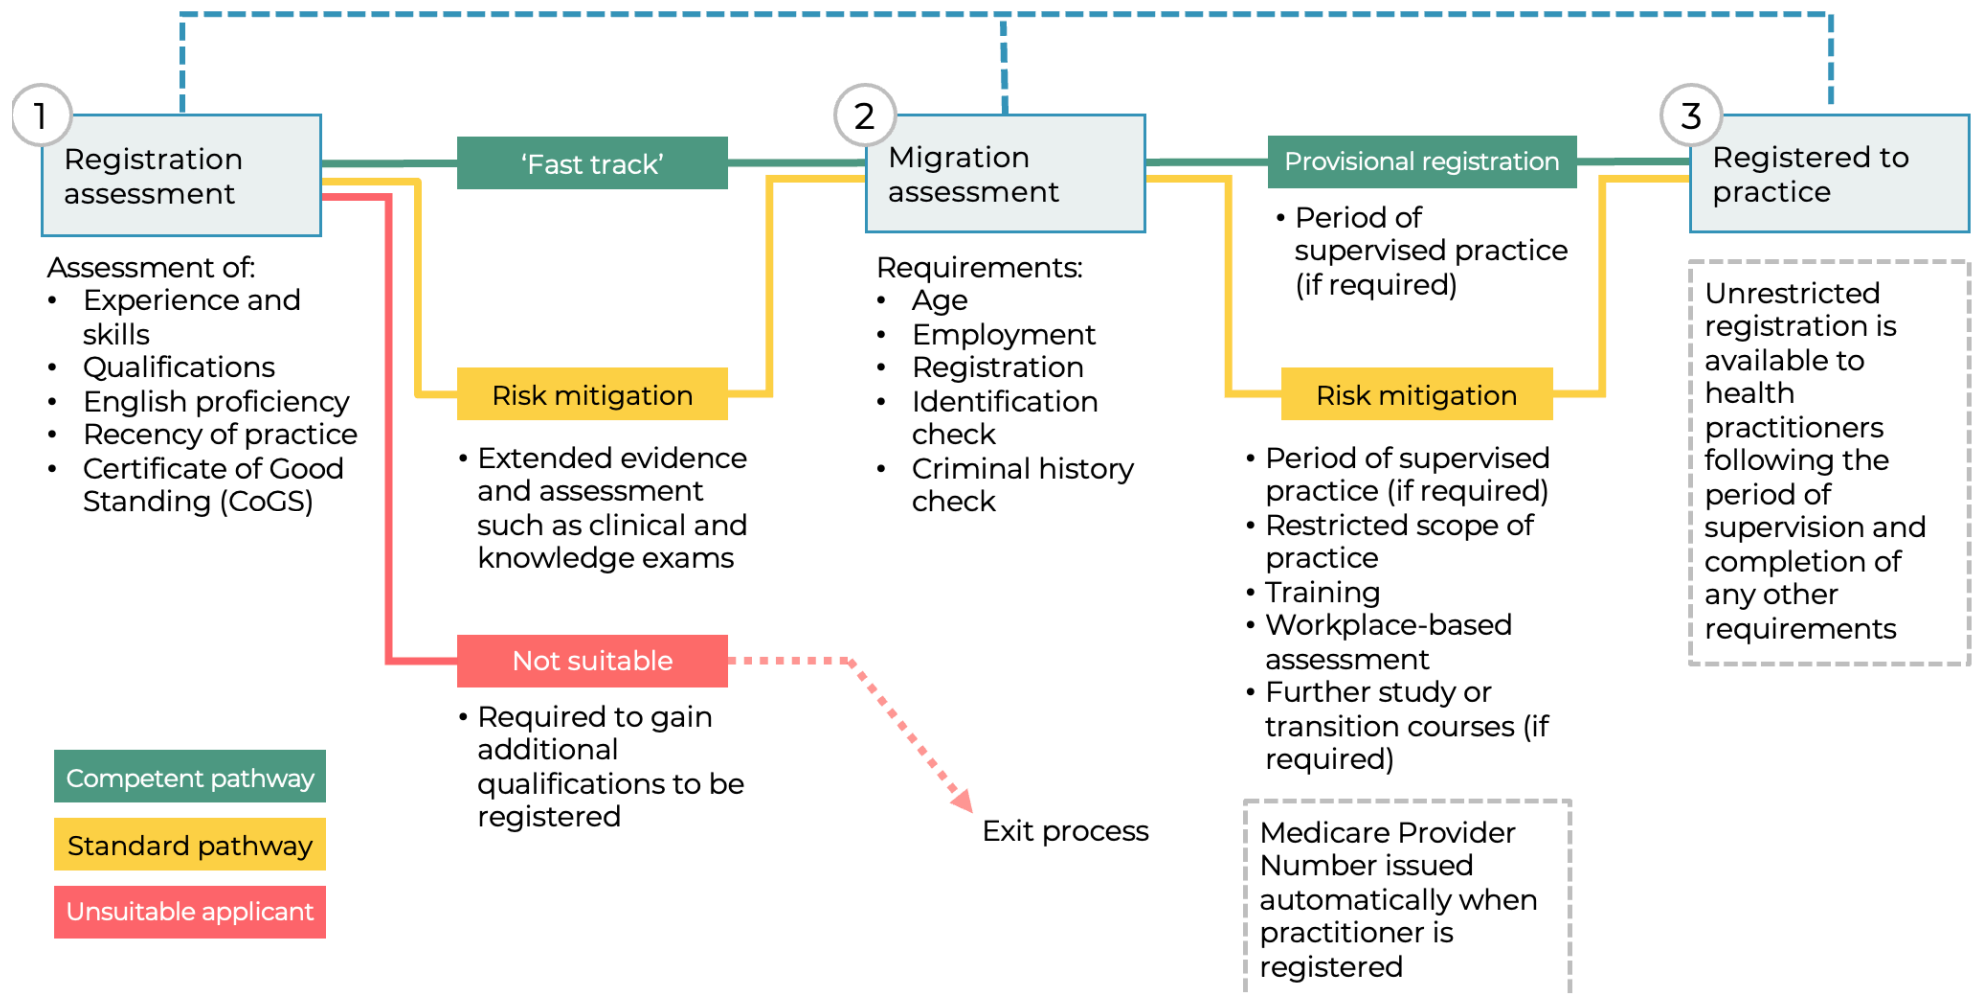 1
Registration
assessment
Assessment of:
• Experience and
skills
• Qualifications
• English proficiency
• Recency of practice
• Certificate of Good
Standing (CoGS)
‘Fast track’
Risk mitigation
• Extended evidence
and assessment
such as clinical and
knowledge exams
Not suitable
• Required to gain
additional
qualifications to be
registered
Exit process
2
Migration
assessment
Requirements:
• Age
• Employment
• Registration
• Identification
check
• Criminal history
check
Provisional registration
• Period of
supervised practice
(if required)
Risk mitigation
• Period of supervised
practice (if required)
• Restricted scope of
practice
• Training
• Workplace-based
assessment
• Further study or
transition courses (if
required)
Medicare Provider
Number issued
automatically when
practitioner is
registered
3
Registered to
practice
Unrestricted
registration is
available to
health
practitioners
following the
period of
supervision and
completion of
any other
requirements
Competent pathway
Standard pathway
Unsuitable applicant